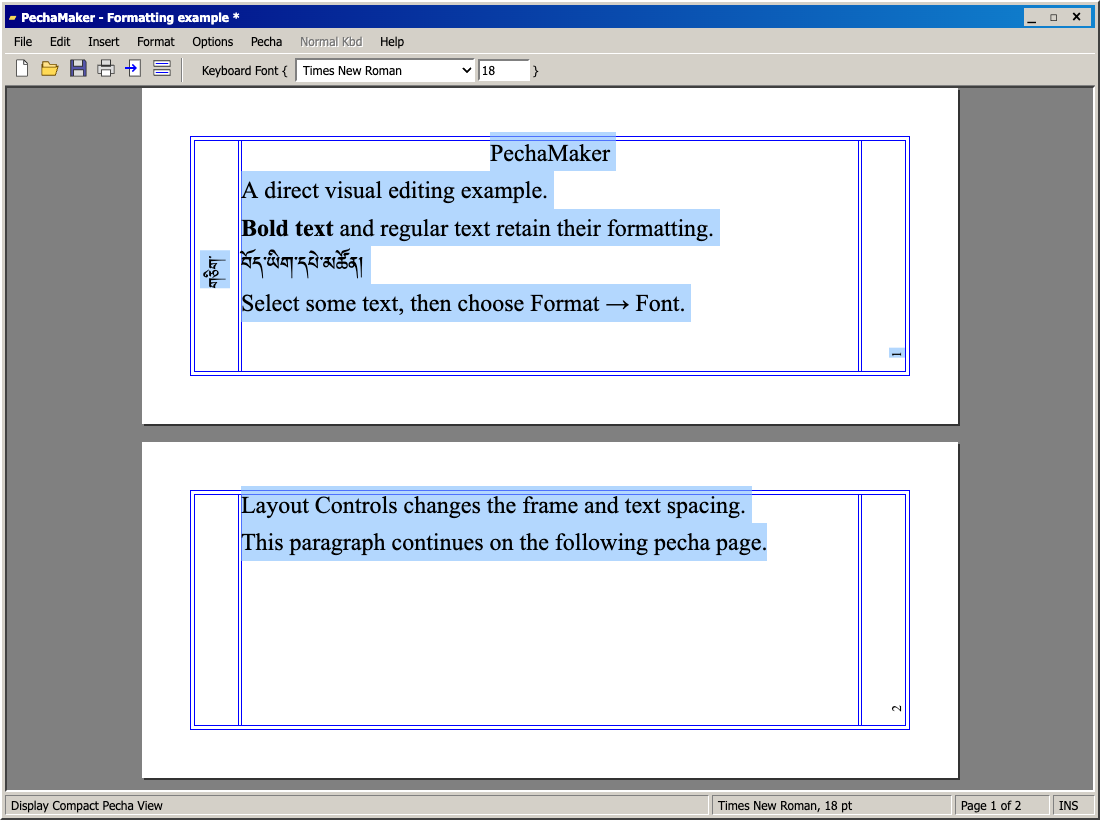 PechaMaker - Formatting example *
File Edit Insert Format Options Pecha Normal Kbd Help
Keyboard Font { Times New Roman 18 }
PechaMaker
A direct visual editing example.
Bold text and regular text retain their formatting.
བོད་ཡིག་དཔེ་མཚོན།
Select some text, then choose Format → Font.
གཅིག་
1
Layout Controls changes the frame and text spacing.
This paragraph continues on the following pecha page.
2
Display Compact Pecha View Times New Roman, 18 pt Page 1 of 2 INS